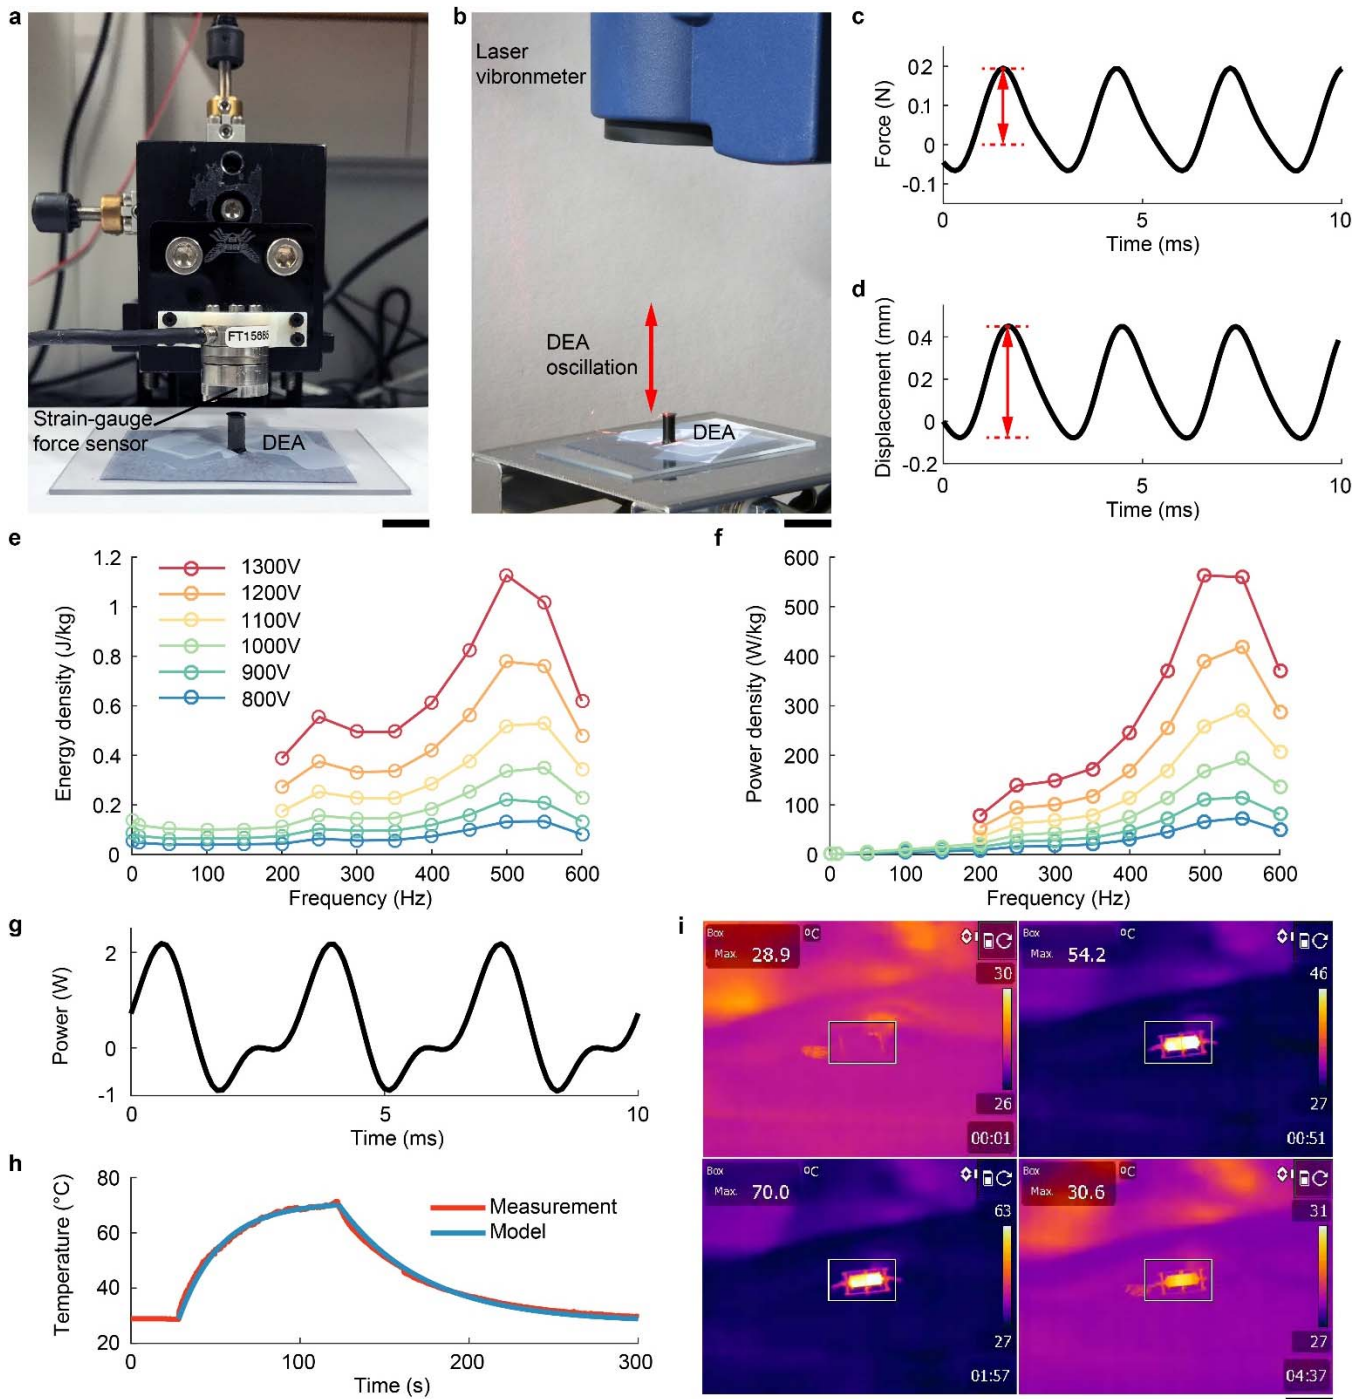 a
FT15685
Strain-gauge
force sensor
DEA
b
Laser
vibronmeter
DEA
oscillation
DEA
c
Force (N)
02
0.1
0
-0.1
0
5
10
Time (ms)
d
Displacement (mm)
0.4
0.2
0
-0.2
0
5
10
Time (ms)
e
Energy density (J/kg)
1.2
1
0.8
0.6
0.4
0.2
0
1300V
1200V
1100V
1000V
900V
800V
0 100 200 300 400 500 600
Frequency (Hz)
f
Power density (W/kg)
600
500
400
300
200
100
0
0 100 200 300 400 500 600
Frequency (Hz)
g
Power (W)
2
0
-1
0
5
10
Time (ms)
h
Temperature (°C)
80
60
40
20
Measurement
Model
0
100
200
300
Time (s)
i
Box
Max. 28.9
°C
30
26
00:01
Box
Max. 54.2
°C
46
27
00:51
Box
Max. 70.0
°C
63
27
01:57
Box
Max. 30.6
°C
31
27
04:37